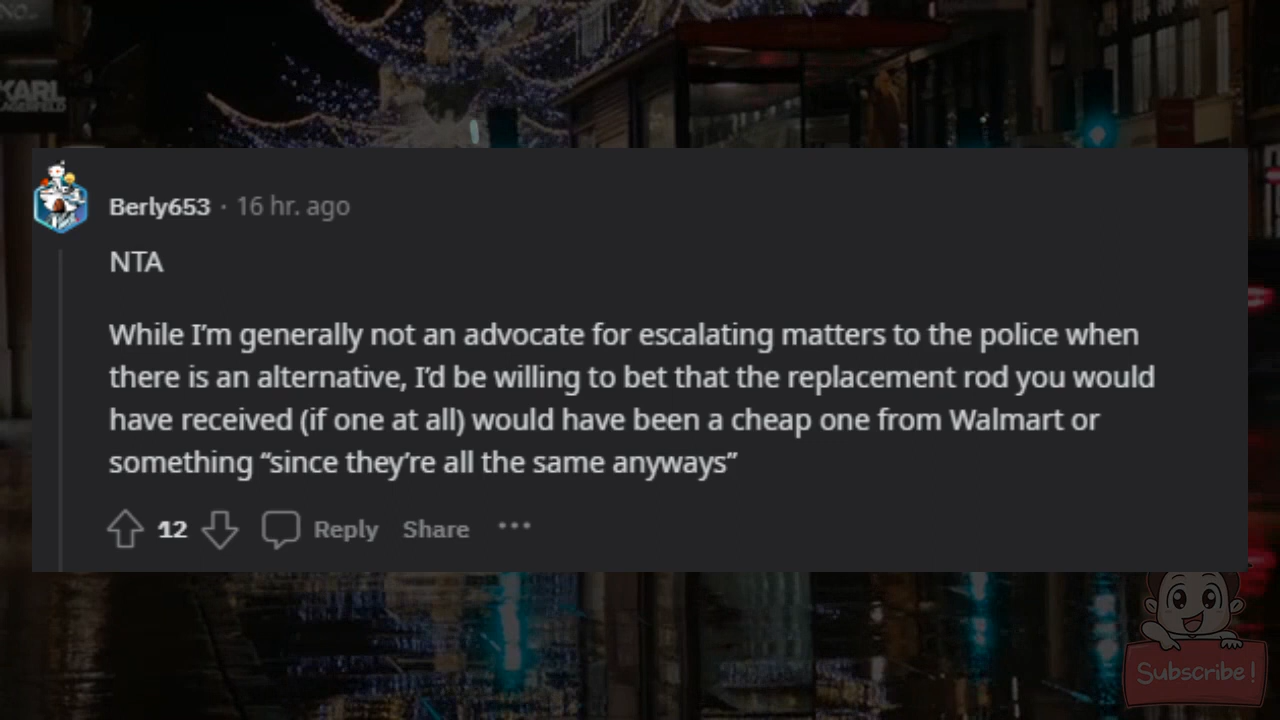 NO...
KARL
LAGERFELD
Berly653 · 16 hr. ago
NTA
While I’m generally not an advocate for escalating matters to the police when
there is an alternative, I’d be willing to bet that the replacement rod you would
have received (if one at all) would have been a cheap one from Walmart or
something “since they’re all the same anyways”
12 Reply Share ···
Subscribe!